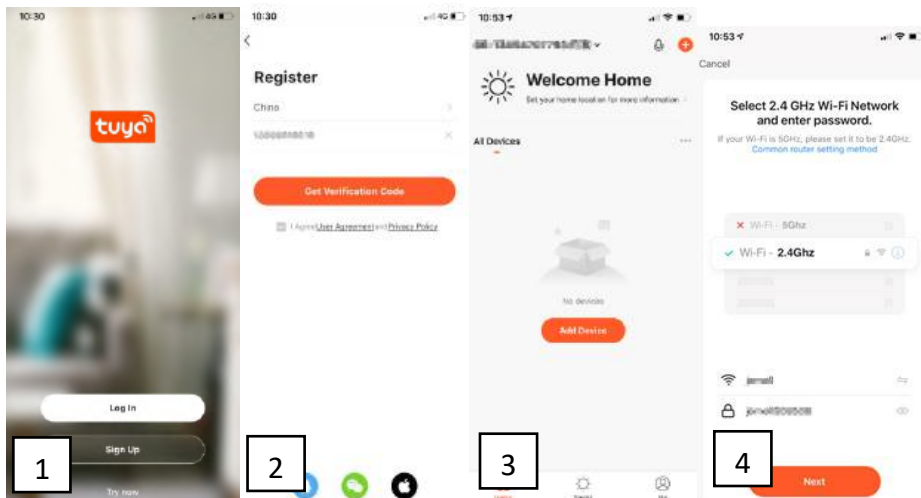 10:30
4G
tuya
Log In
Sign Up
Try now
1
10:30
4G
Register
China
Get Verification Code
I Agree User Agreement and Privacy Policy
2
10:53
Welcome Home
Set your home location for more information
All Devices
No devices
Add Device
3
10:53
Cancel
Select 2.4 GHz Wi-Fi Network
and enter password.
If your Wi-Fi is 5GHz, please set it to be 2.4GHz.
Common router setting method
Wi-Fi - 5Ghz
Wi-Fi - 2.4Ghz
4
Next